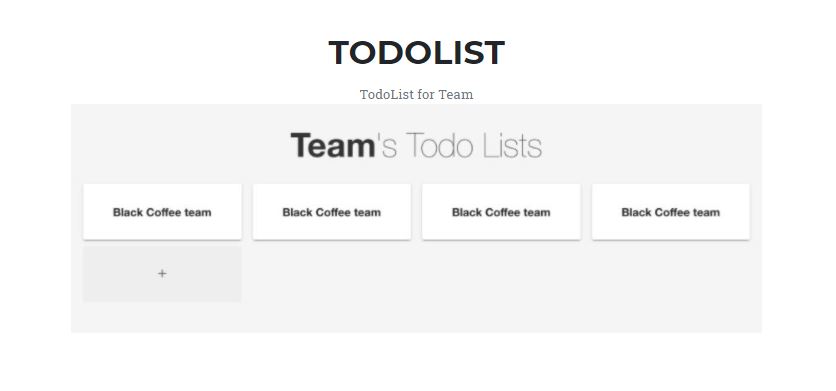 TODOLIST
TodoList for Team
Team's Todo Lists
Black Coffee team Black Coffee team Black Coffee team Black Coffee team
+